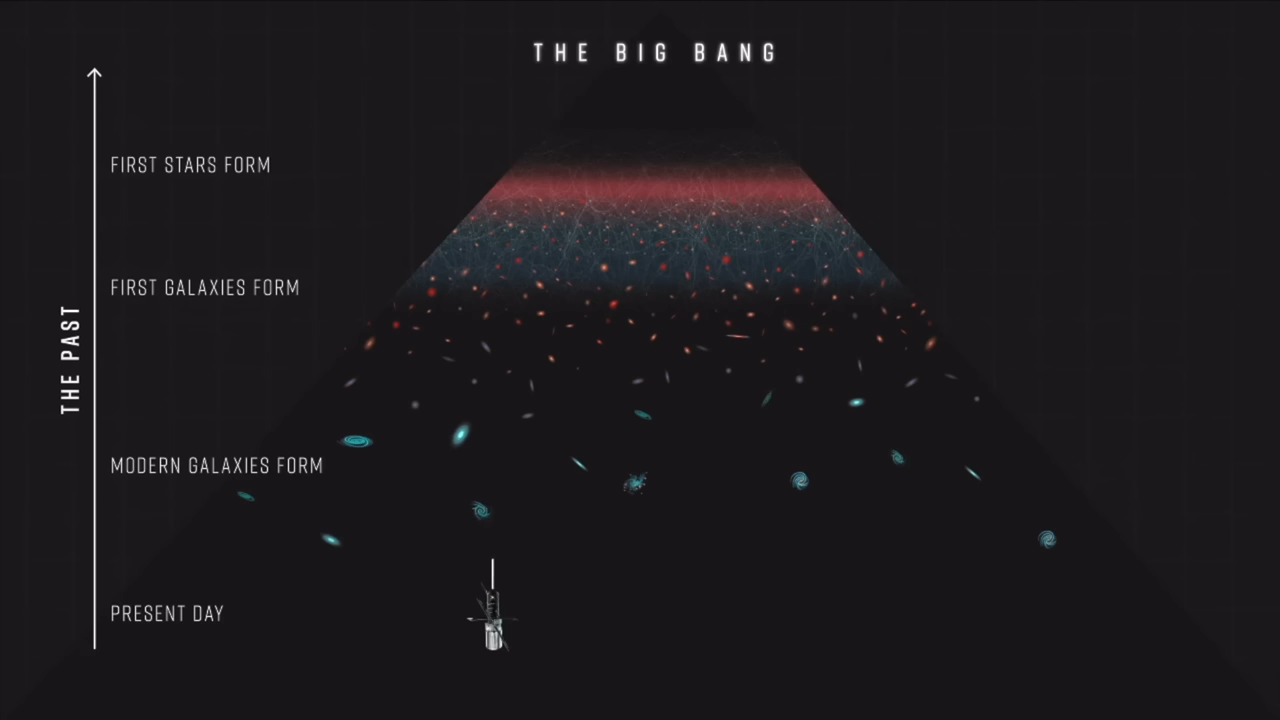 THE BIG BANG
FIRST STARS FORM
FIRST GALAXIES FORM
THE PAST
MODERN GALAXIES FORM
PRESENT DAY